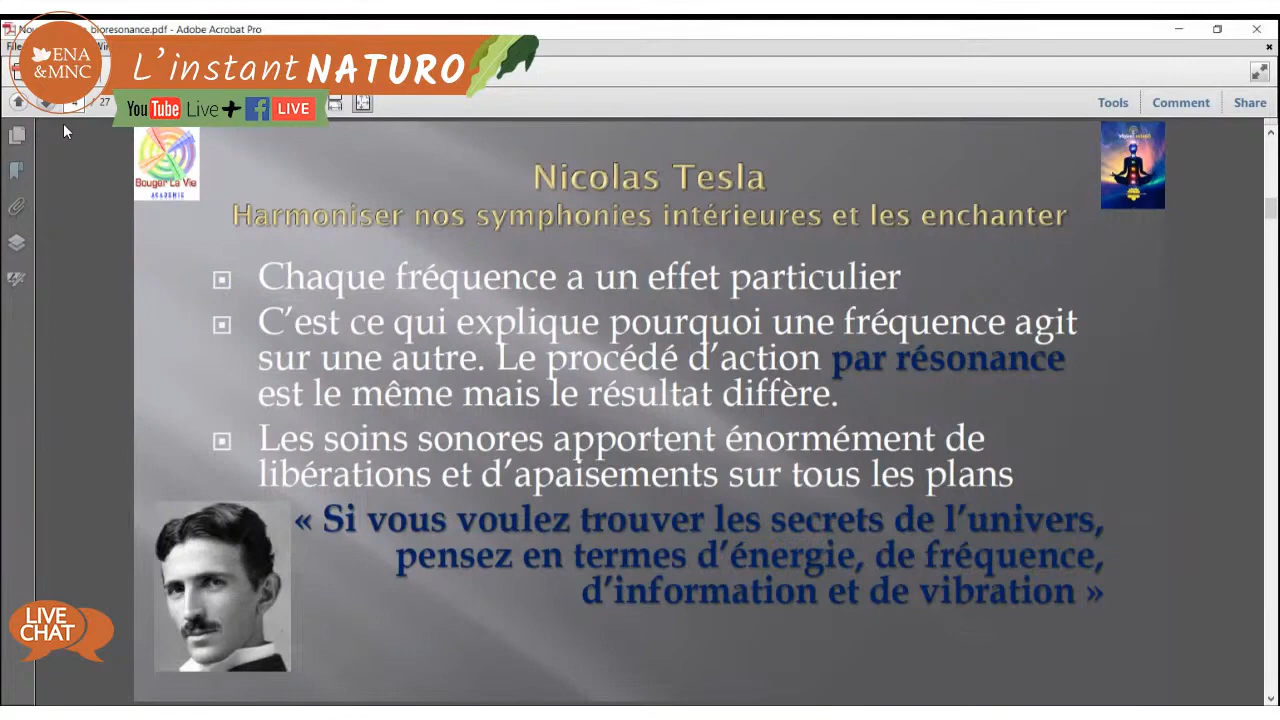 bioresonance.pdf - Adobe Acrobat Pro
ENA
&MNC
L'instant NATURO
YouTube Live + f LIVE
/ 27
Tools
Comment
Share
Bouger La Vie
ACADEMIE
Nicolas Tesla
Harmoniser nos symphonies intérieures et les enchanter
Chaque fréquence a un effet particulier
C'est ce qui explique pourquoi une fréquence agit
sur une autre. Le procédé d'action par résonance
est le même mais le résultat diffère.
Les soins sonores apportent énormément de
libérations et d'apaisements sur tous les plans
« Si vous voulez trouver les secrets de l'univers,
pensez en termes d'énergie, de fréquence,
d'information et de vibration »
LIVE
CHAT